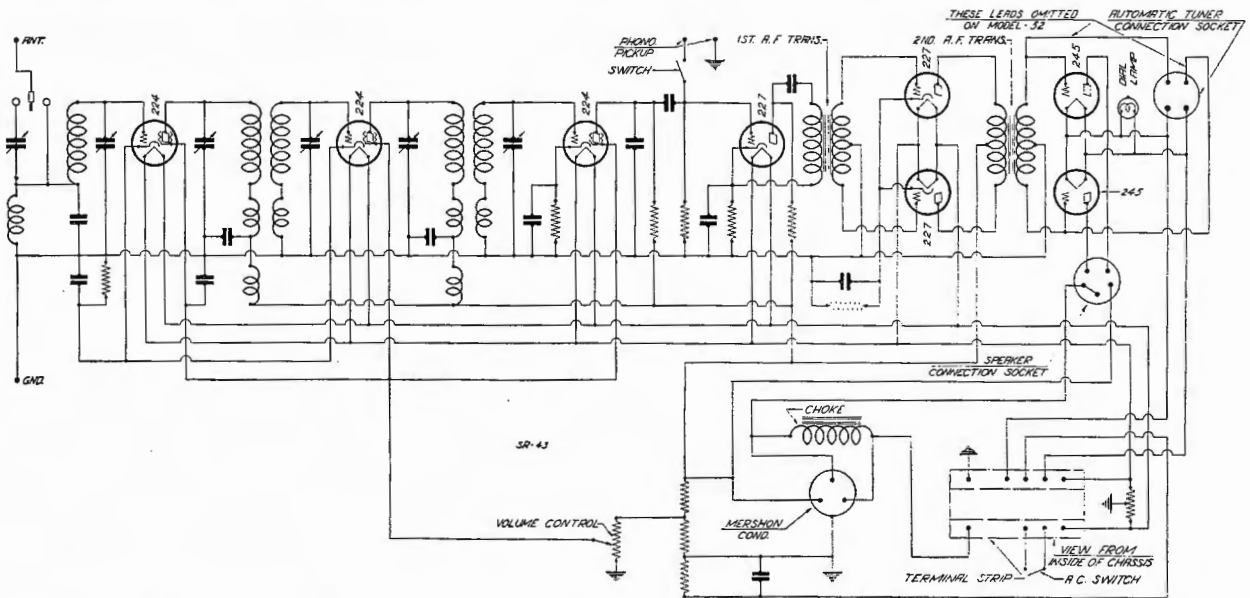 THESE LEADS OMITTED
ON MODEL-52
AUTOMATIC TUNER
CONNECTION SOCKET
ANT.
PHONO.
PICKUP
SWITCH
1ST. A.F. TRANS.
2ND. A.F. TRANS.
224
224
224
227
227
245
DIAL
LAMP
245
227
GND.
SPEAKER
CONNECTION SOCKET
CHOKE
SR-43
VOLUME CONTROL
MERSHON
COND.
VIEW FROM
INSIDE OF CHASSIS
TERMINAL STRIP
A.C. SWITCH